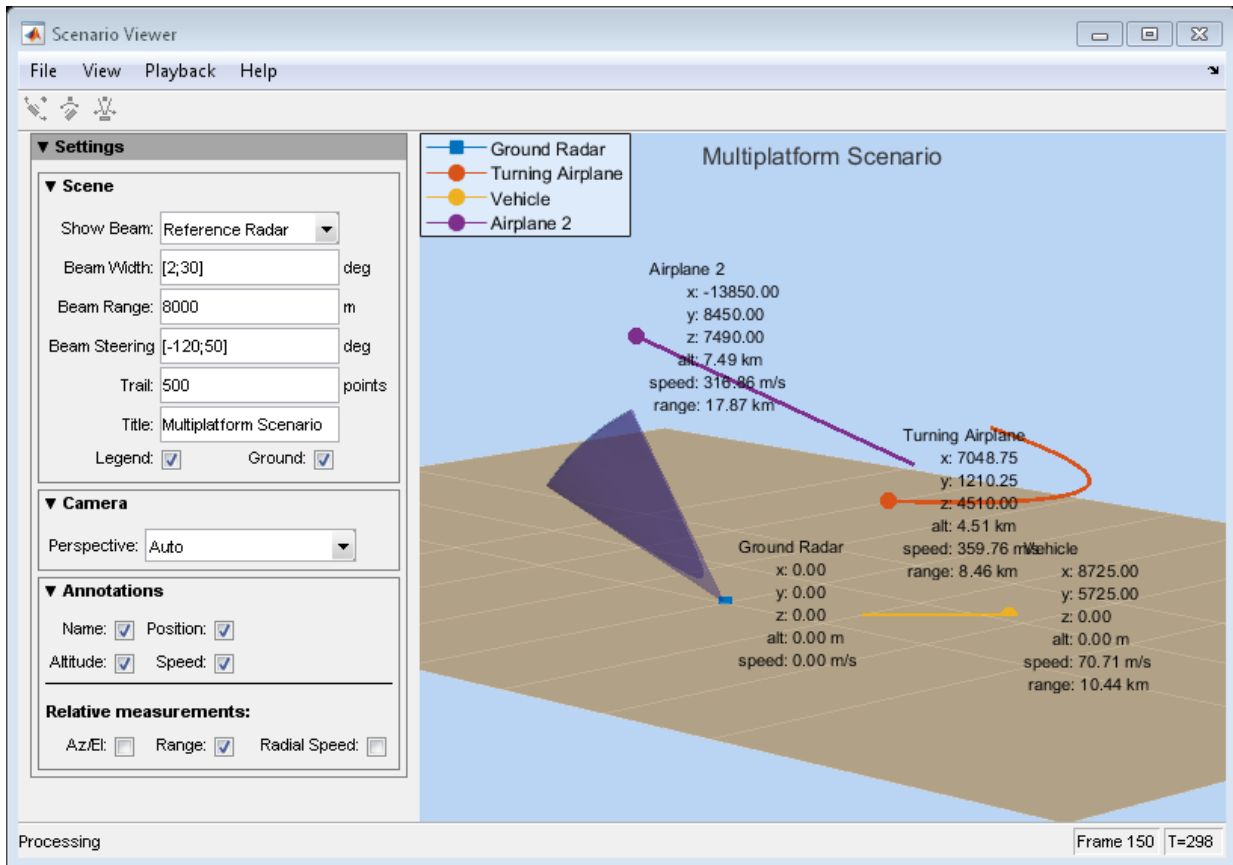 Scenario Viewer
File View Playback Help
▼ Settings
▼ Scene
Show Beam: Reference Radar
Beam Width: [2;30] deg
Beam Range: 8000 m
Beam Steering [-120;50] deg
Trail: 500 points
Title: Multiplatform Scenario
Legend: Ground:
▼ Camera
Perspective: Auto
▼ Annotations
Name: Position:
Altitude: Speed:
Relative measurements:
Az/El: Range: Radial Speed:
Ground Radar
Turning Airplane
Vehicle
Airplane 2
Multiplatform Scenario
Airplane 2
x: -13850.00
y: 8450.00
z: 7490.00
alt: 7.49 km
speed: 316.86 m/s
range: 17.87 km
Turning Airplane
x: 7048.75
y: 1210.25
z: 4510.00
alt: 4.51 km
speed: 359.76 m/s
range: 8.46 km
Ground Radar
x: 0.00
y: 0.00
z: 0.00
alt: 0.00 m
speed: 0.00 m/s
Vehicle
x: 8725.00
y: 5725.00
z: 0.00
alt: 0.00 m
speed: 70.71 m/s
range: 10.44 km
Processing
Frame 150 T=298